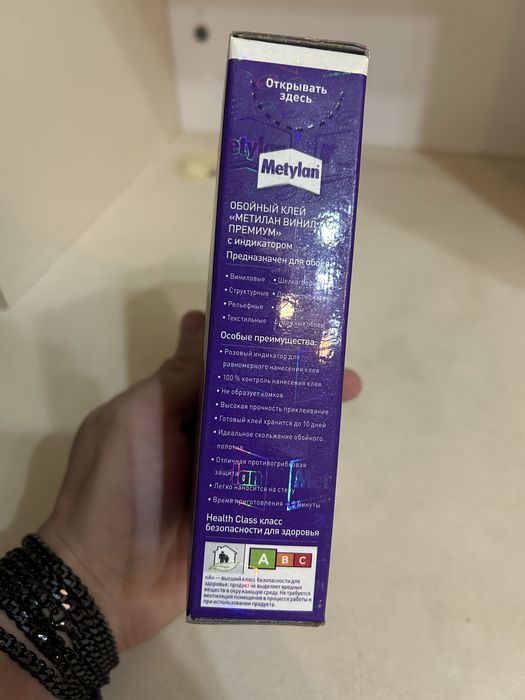 Открывать
здесь
Metylan
ОБОЙНЫЙ КЛЕЙ
«МЕТИЛАН ВИНИЛ
ПРЕМИУМ»
с индикатором
Предназначен для обоев:
• Виниловые
• Структурные
• Рельефные
• Текстильные
Особые преимущества:
• Розовый индикатор для
равномерного нанесения клея
• 100 % контроль нанесения клея
• Не образует комков
• Высокая прочность приклеивания
• Готовый клей хранится до 10 дней
• Идеальное скольжение обойного
полотна
• Отличная противогрибковая
защита
• Легко наносится на стену
• Время приготовления – 3 минуты
Health Class класс
безопасности для здоровья
A B C
«А» — высший класс безопасности для
здоровья: продукт не выделяет вредных
веществ в окружающую среду. Не требуется
вентиляция помещения в процессе работы и
при использовании продукта.